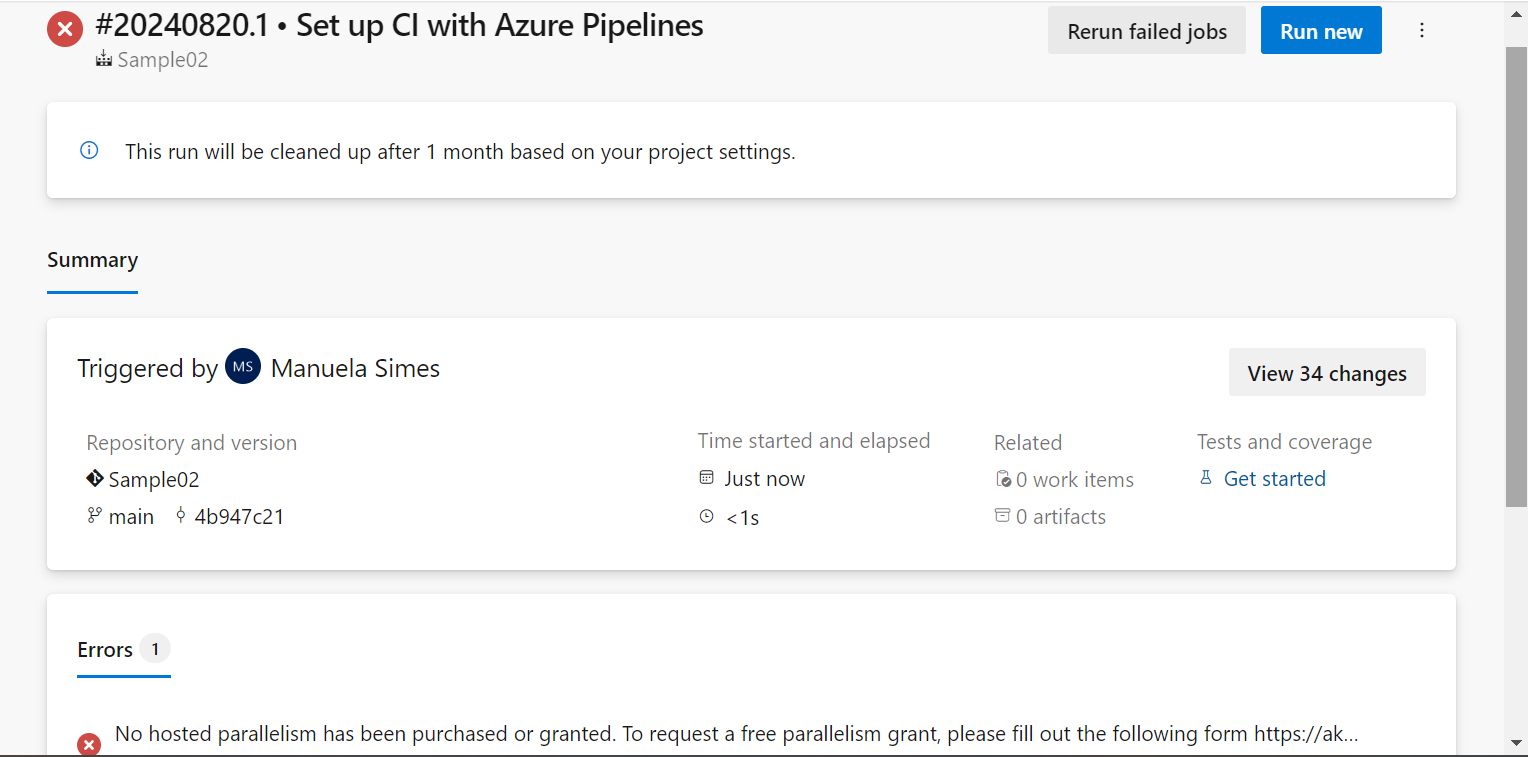 #20240820.1 • Set up CI with Azure Pipelines
Rerun failed jobs
Run new
Sample02
This run will be cleaned up after 1 month based on your project settings.
Summary
Triggered by MS Manuela Simes
View 34 changes
Repository and version
Time started and elapsed
Related
Tests and coverage
Sample02
Just now
0 work items
Get started
main 4b947c21
<1s
0 artifacts
Errors 1
No hosted parallelism has been purchased or granted. To request a free parallelism grant, please fill out the following form https://ak...